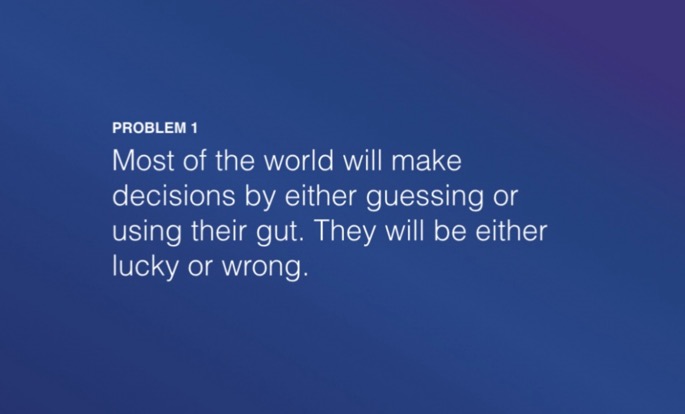 PROBLEM 1
Most of the world will make
decisions by either guessing or
using their gut. They will be either
lucky or wrong.